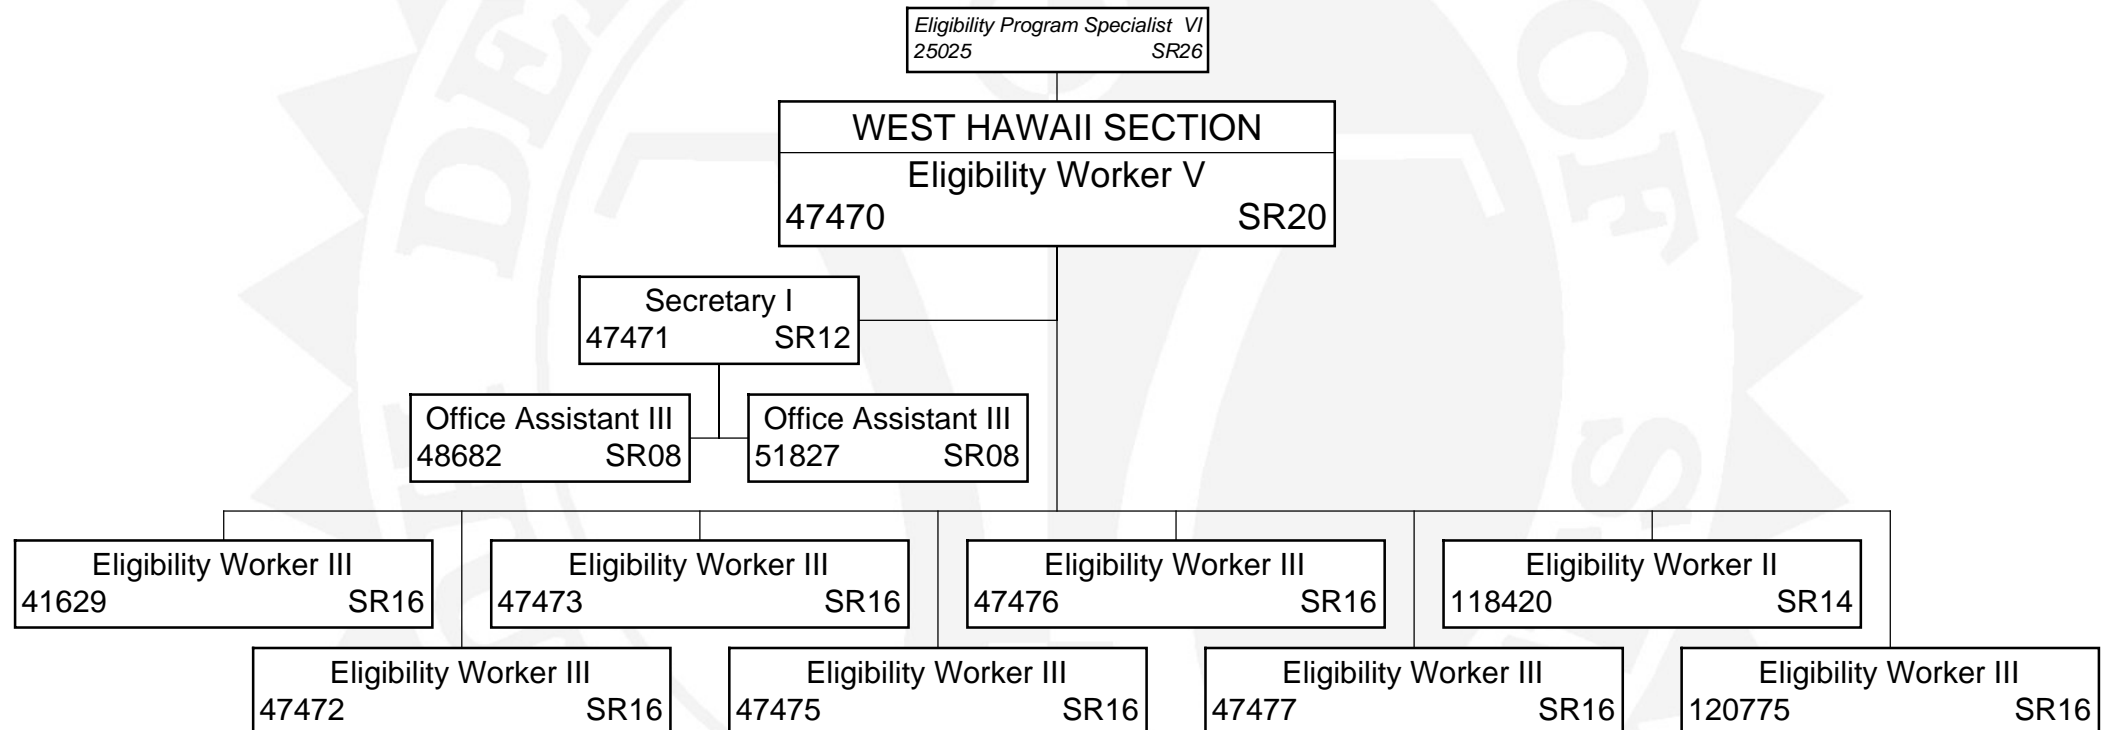 Eligibility Program Specialist VI
25025 SR26
WEST HAWAII SECTION
Eligibility Worker V
47470 SR20
Secretary I
47471 SR12
Office Assistant III
48682 SR08
Office Assistant III
51827 SR08
Eligibility Worker III
41629 SR16
Eligibility Worker III
47473 SR16
Eligibility Worker III
47476 SR16
Eligibility Worker II
118420 SR14
Eligibility Worker III
47472 SR16
Eligibility Worker III
47475 SR16
Eligibility Worker III
47477 SR16
Eligibility Worker III
120775 SR16